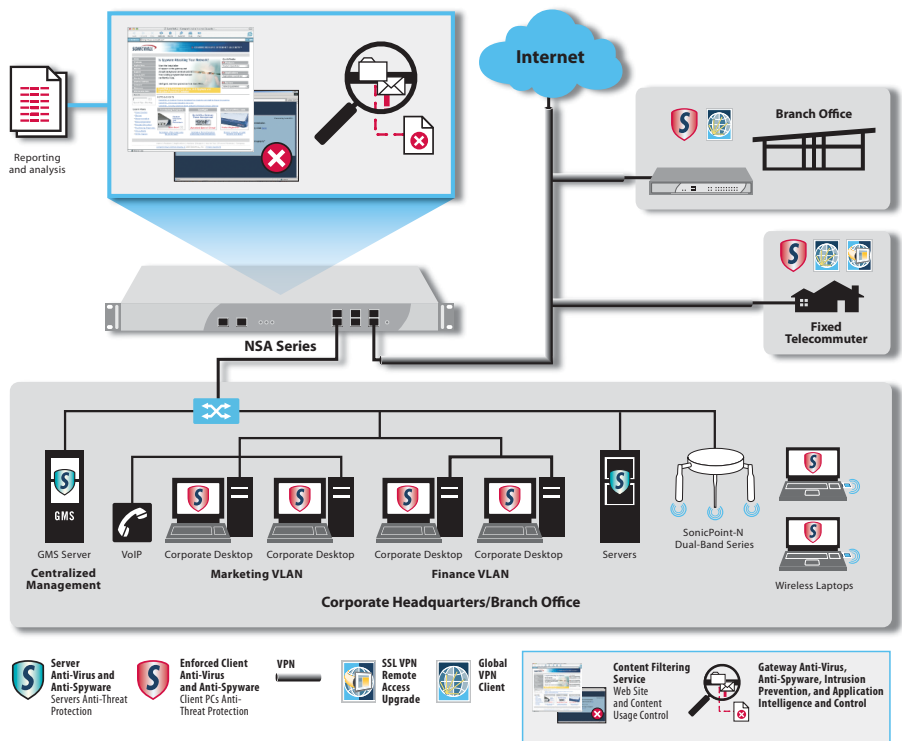 Internet
Branch Office
Reporting
and analysis
SONICWALL
Fixed
Telecommuter
NSA Series
GMS
GMS Server
Centralized
Management
VoIP
Corporate Desktop
Corporate Desktop
Marketing VLAN
Corporate Desktop
Corporate Desktop
Finance VLAN
Servers
SonicPoint-N
Dual-Band Series
Wireless Laptops
Corporate Headquarters/Branch Office
Server
Anti-Virus and
Anti-Spyware
Servers Anti-Threat
Protection
Enforced Client
Anti-Virus
and Anti-Spyware
Client PCs Anti-
Threat Protection
VPN
SSL VPN
Remote
Access
Upgrade
Global
VPN
Client
Content Filtering
Service
Web Site
and Content
Usage Control
Gateway Anti-Virus,
Anti-Spyware, Intrusion
Prevention, and Application
Intelligence and Control